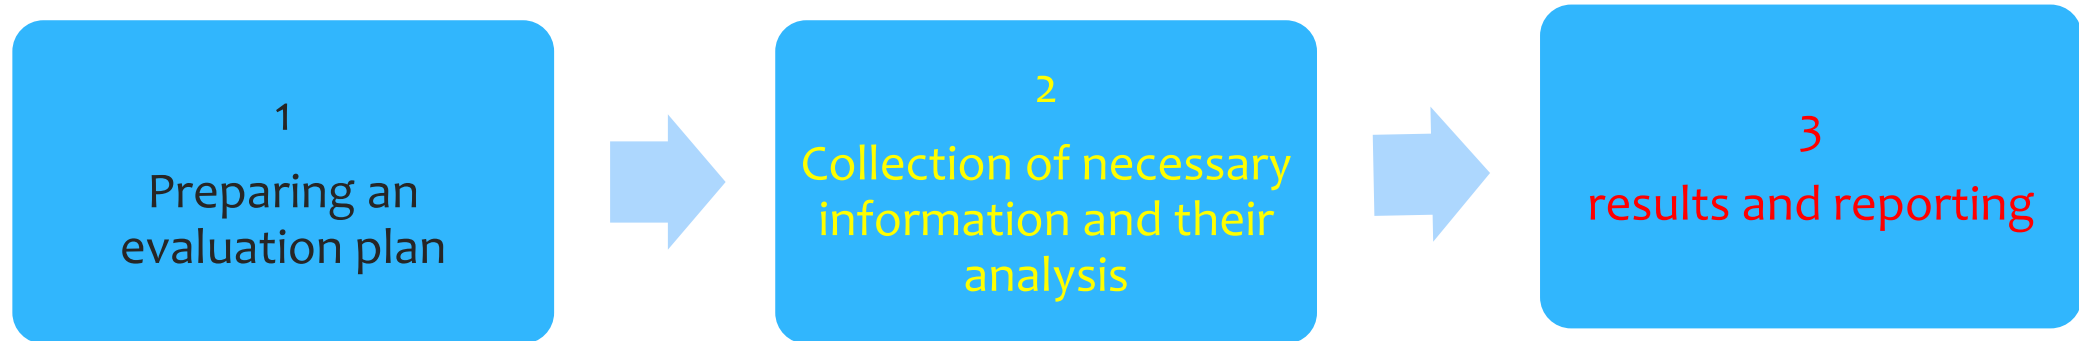 1
Preparing an
evaluation plan
2
Collection of necessary
information and their
analysis
3
results and reporting